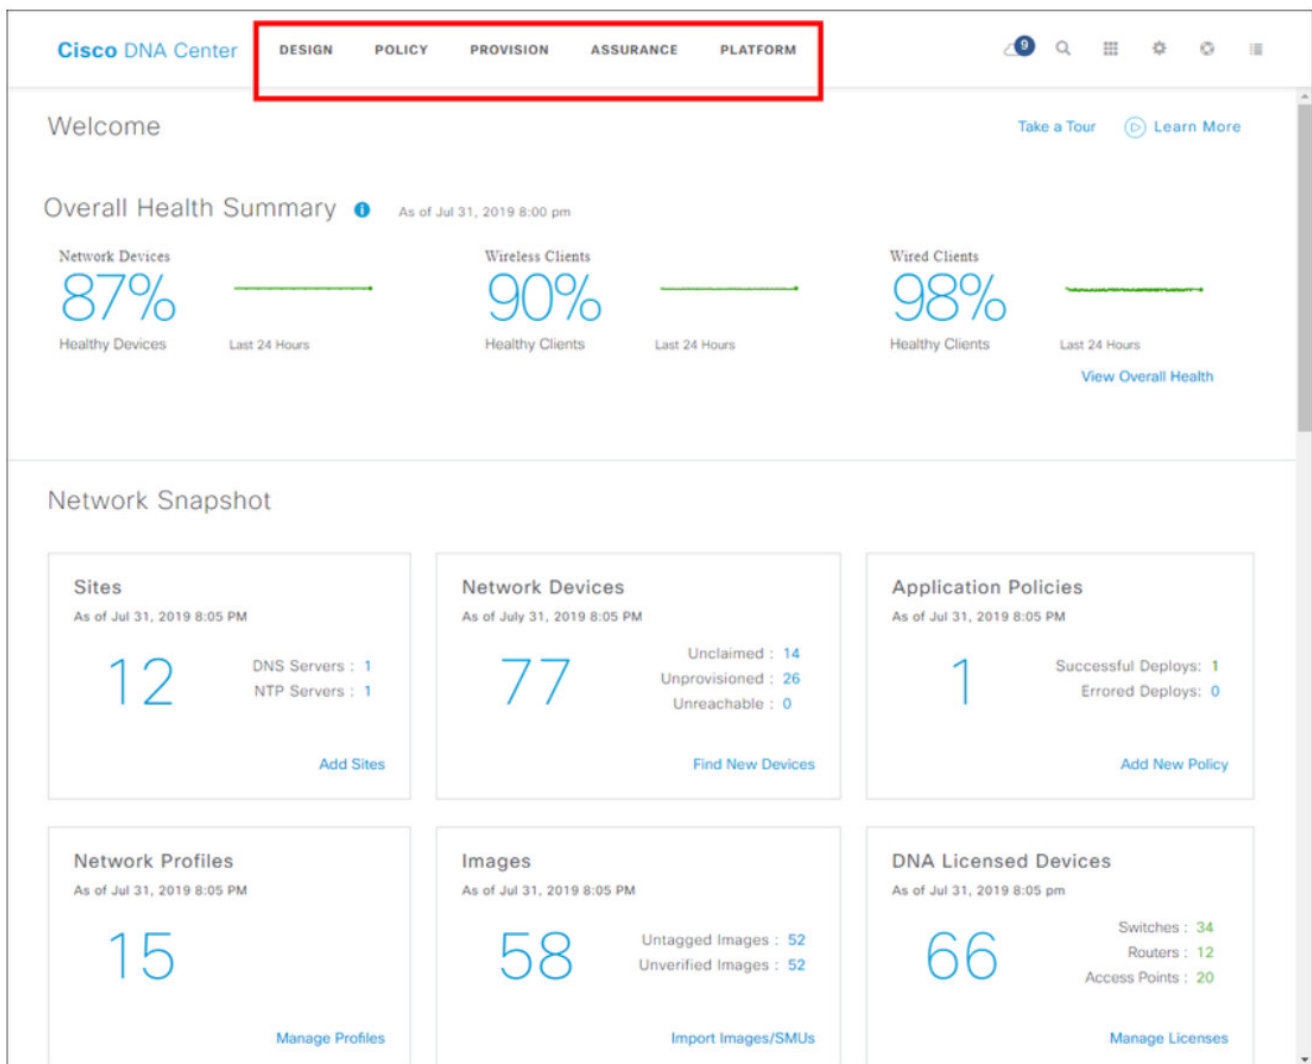 Cisco DNA Center DESIGN POLICY PROVISION ASSURANCE PLATFORM 9
Welcome
Take a Tour Learn More
Overall Health Summary As of Jul 31, 2019 8:00 pm
Network Devices
87%
Healthy Devices Last 24 Hours
Wireless Clients
90%
Healthy Clients Last 24 Hours
Wired Clients
98%
Healthy Clients Last 24 Hours
View Overall Health
Network Snapshot
Sites
As of Jul 31, 2019 8:05 PM
12
DNS Servers : 1
NTP Servers : 1
Add Sites
Network Devices
As of July 31, 2019 8:05 PM
77
Unclaimed : 14
Unprovisioned : 26
Unreachable : 0
Find New Devices
Application Policies
As of Jul 31, 2019 8:05 PM
1
Successful Deploys: 1
Errored Deploys: 0
Add New Policy
Network Profiles
As of Jul 31, 2019 8:05 PM
15
Manage Profiles
Images
As of Jul 31, 2019 8:05 PM
58
Untagged Images : 52
Unverified Images : 52
Import Images/SMUs
DNA Licensed Devices
As of Jul 31, 2019 8:05 pm
66
Switches : 34
Routers : 12
Access Points : 20
Manage Licenses